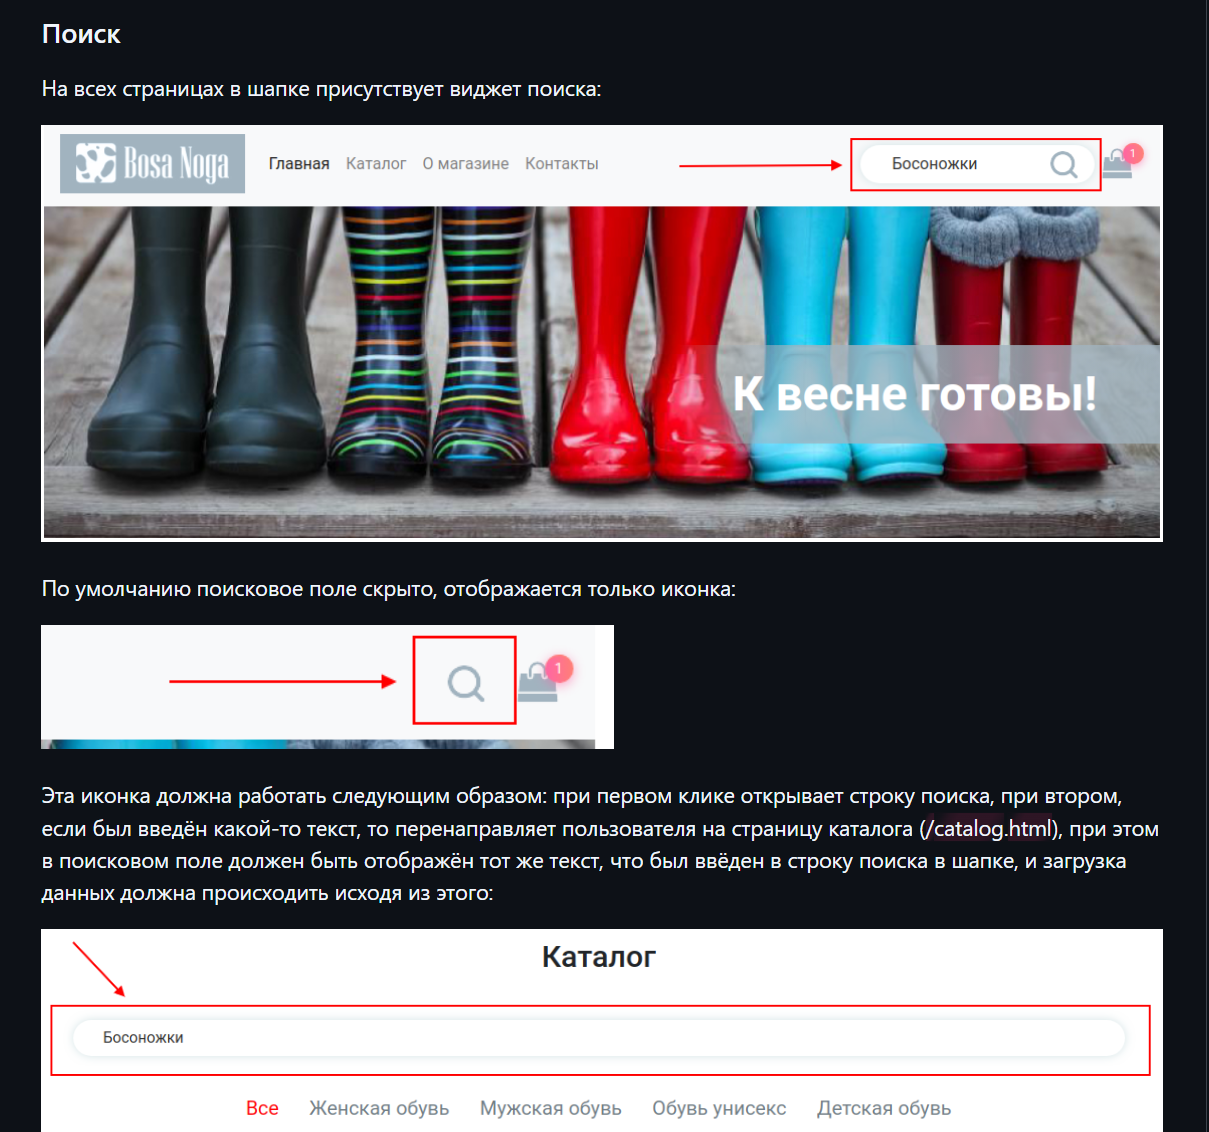 Поиск
На всех страницах в шапке присутствует виджет поиска:
Bosa Noga Главная Каталог О магазине Контакты Босоножки 1
К весне готовы!
По умолчанию поисковое поле скрыто, отображается только иконка:
1
Эта иконка должна работать следующим образом: при первом клике открывает строку поиска, при втором,
если был введён какой-то текст, то перенаправляет пользователя на страницу каталога (/catalog.html), при этом
в поисковом поле должен быть отображён тот же текст, что был ввёден в строку поиска в шапке, и загрузка
данных должна происходить исходя из этого:
Каталог
Босоножки
Все Женская обувь Мужская обувь Обувь унисекс Детская обувь